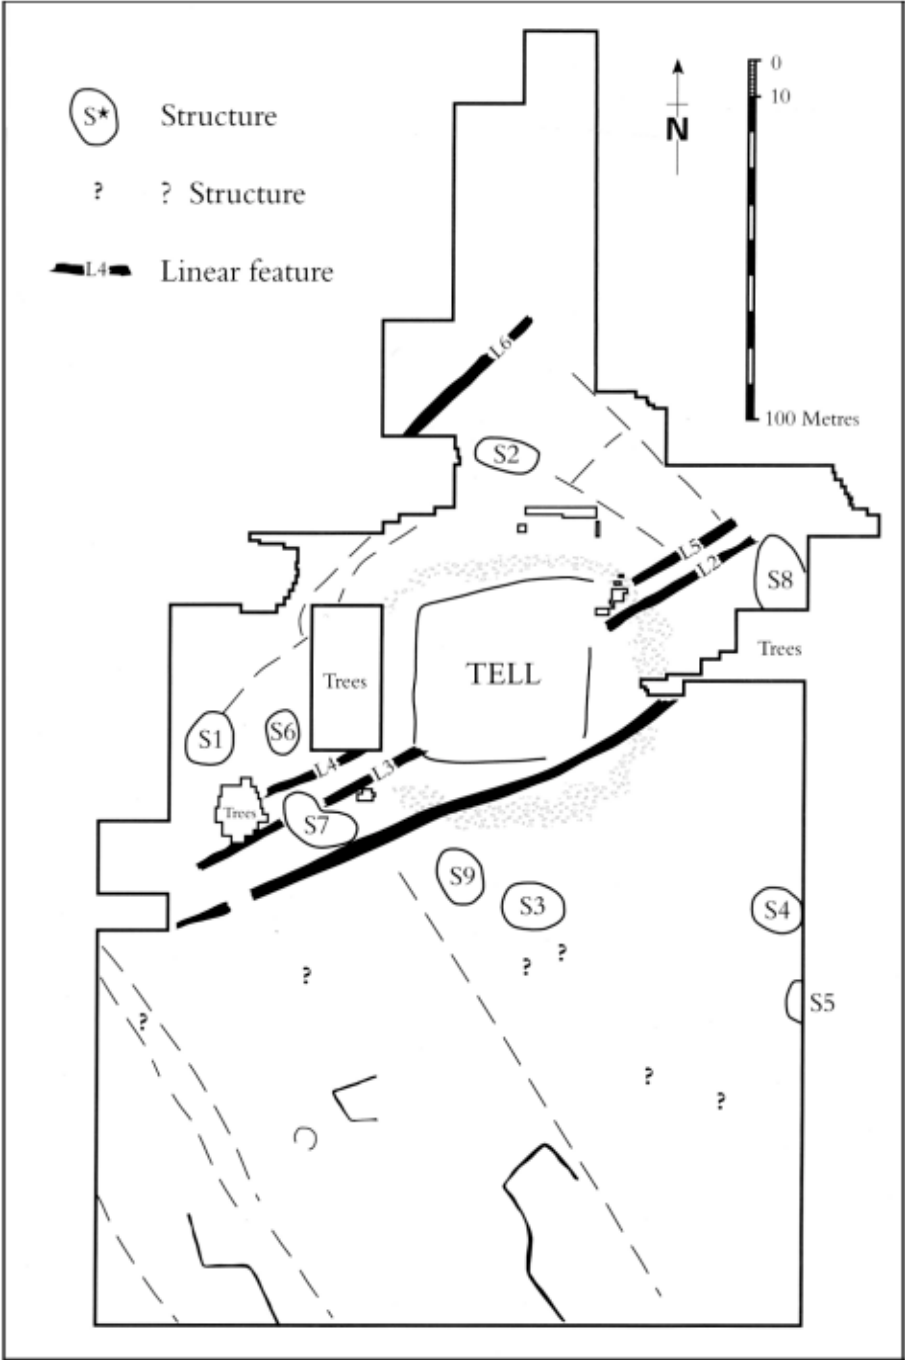 S★ Structure
? ? Structure
L4 Linear feature
N
0
10
100 Metres
L6
S2
L5
L2
S8
Trees
Trees
TELL
S1
S6
L4
L3
Trees
S7
S9
S3
S4
?
?
?
S5
?
?
?